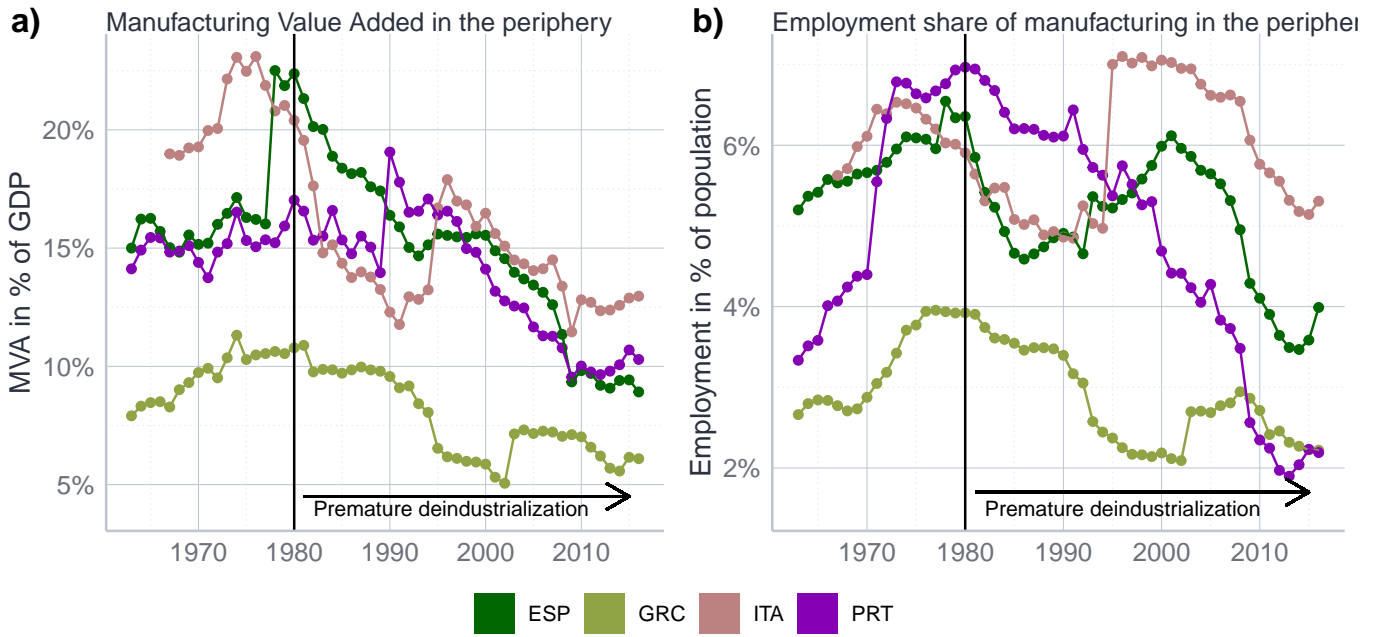 a)
Manufacturing Value Added in the periphery
MVA in % of GDP
20%
15%
10%
5%
Premature deindustrialization
1970 1980 1990 2000 2010
b)
Employment share of manufacturing in the peripher
Employment in % of population
6%
4%
2%
Premature deindustrialization
1970 1980 1990 2000 2010
ESP GRC ITA PRT